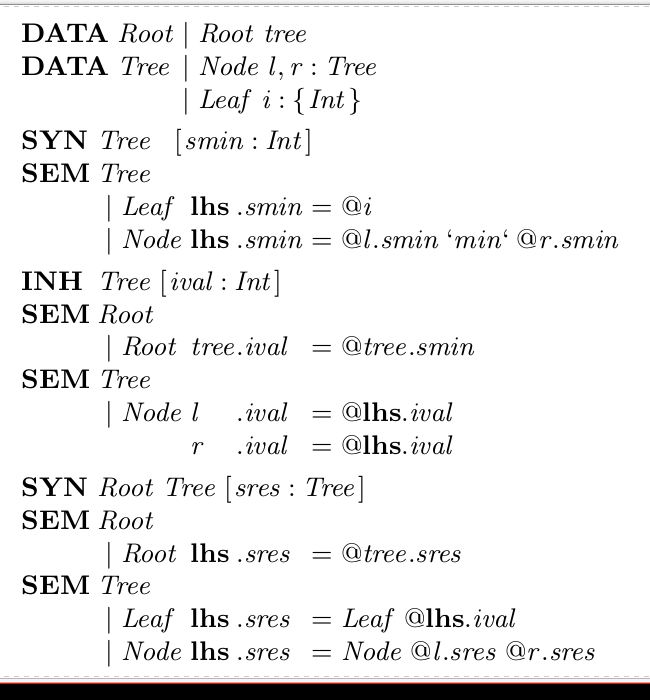 DATA Root | Root tree
DATA Tree | Node l, r : Tree
| Leaf i : {Int}
SYN Tree [smin : Int]
SEM Tree
| Leaf lhs .smin = @i
| Node lhs .smin = @l.smin ‘min‘ @r.smin
INH Tree [ival : Int]
SEM Root
| Root tree.ival = @tree.smin
SEM Tree
| Node l .ival = @lhs.ival
r .ival = @lhs.ival
SYN Root Tree [sres : Tree]
SEM Root
| Root lhs .sres = @tree.sres
SEM Tree
| Leaf lhs .sres = Leaf @lhs.ival
| Node lhs .sres = Node @l.sres @r.sres